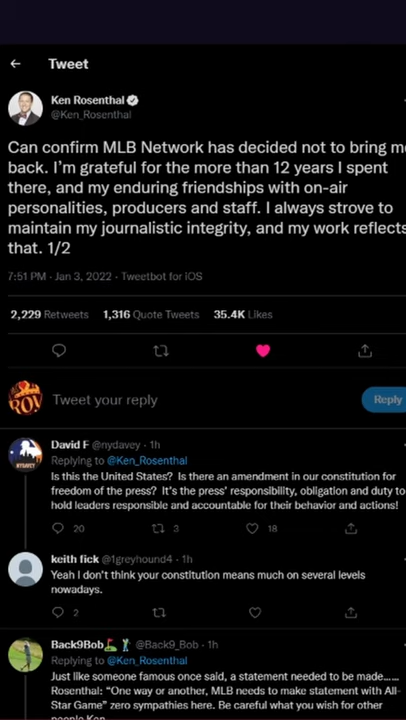 Tweet
Ken Rosenthal
@Ken_Rosenthal
Can confirm MLB Network has decided not to bring me
back. I'm grateful for the more than 12 years I spent
there, and my enduring friendships with on-air
personalities, producers and staff. I always strove to
maintain my journalistic integrity, and my work reflects
that. 1/2
7:51 PM · Jan 3, 2022 · Tweetbot for iOS
2,229 Retweets 1,316 Quote Tweets 35.4K Likes
ROV
Tweet your reply
Reply
David F @nydavey · 1h
NYDAVEY
Replying to @Ken_Rosenthal
Is this the United States? Is there an amendment in our constitution for
freedom of the press? It's the press' responsibility, obligation and duty to
hold leaders responsible and accountable for their behavior and actions!
20 3 18
keith fick @1greyhound4 · 1h
Yeah I don't think your constitution means much on several levels
nowadays.
2
Back9Bob @Back9_Bob · 1h
Replying to @Ken_Rosenthal
Just like someone famous once said, a statement needed to be made......
Rosenthal: "One way or another, MLB needs to make statement with All-
Star Game" zero sympathies here. Be careful what you wish for other
people Ken